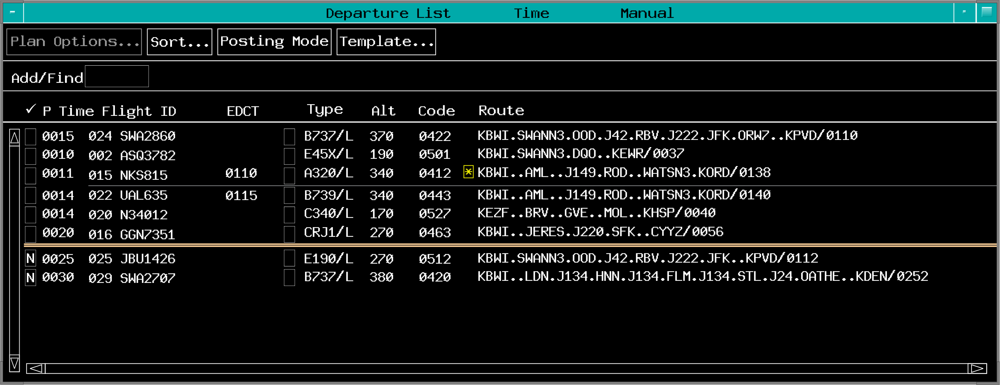 Departure List Time Manual
Plan Options... Sort... Posting Mode Template...
Add/Find
✓ P Time Flight ID EDCT Type Alt Code Route
0015 024 SWA2860 B737/L 370 0422 KBWI.SWANN3.OOD.J42.RBV.J222.JFK.ORW7..KPVD/0110
0010 002 ASQ3782 E45X/L 190 0501 KBWI.SWANN3.DQO..KEWR/0037
0011 015 NKS815 0110 A320/L 340 0412 * KBWI..AML..J149.ROD..WATSN3.KORD/0138
0014 022 UAL635 0115 B739/L 340 0443 KBWI..AML..J149.ROD..WATSN3.KORD/0140
0014 020 N34012 C340/L 170 0527 KEZF..BRV..GVE..MOL..KHSP/0040
0020 016 GGN7351 CRJ1/L 270 0463 KBWI..JERES.J220.SFK..CYYZ/0056
N 0025 025 JBU1426 E190/L 270 0512 KBWI.SWANN3.OOD.J42.RBV.J222.JFK..KPVD/0112
N 0030 029 SWA2707 B737/L 380 0420 KBWI..LDN.J134.HNN.J134.FLM.J134.STL.J24.OATHE..KDEN/0252